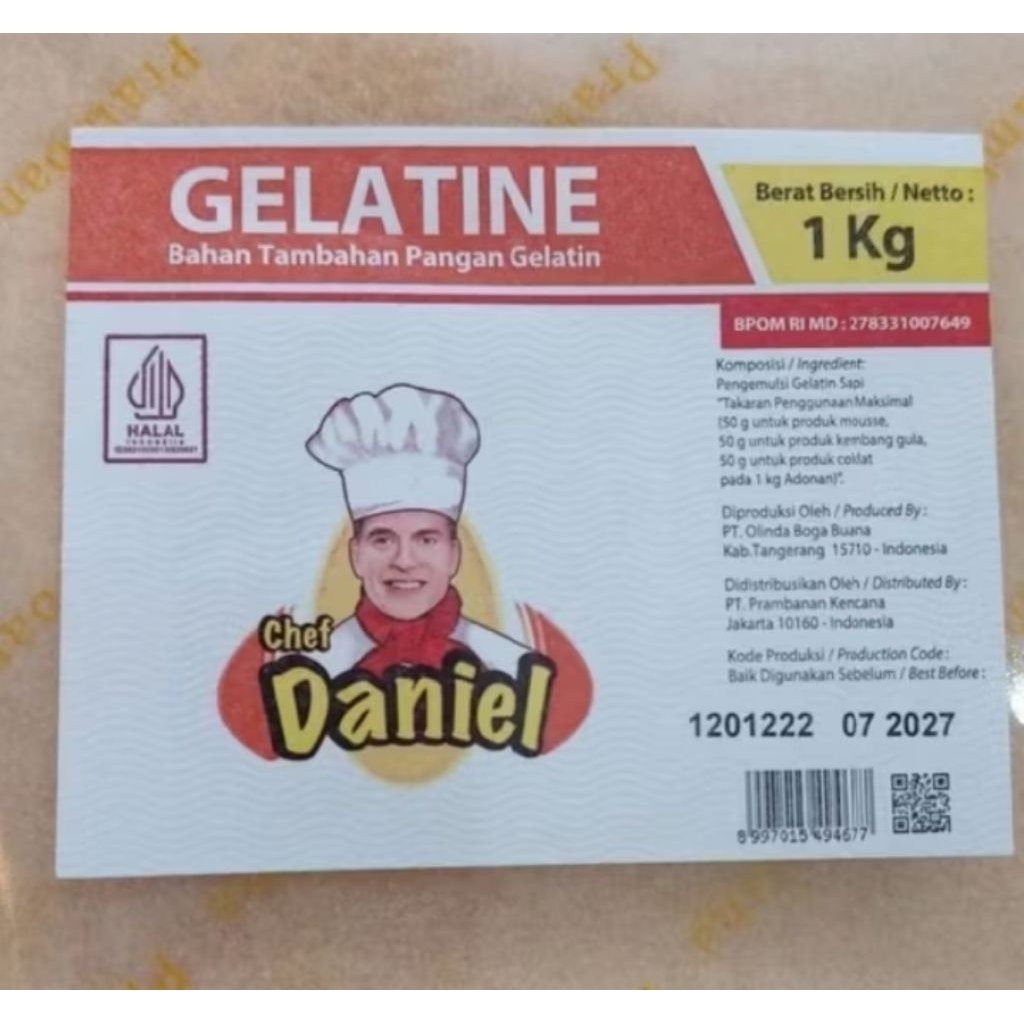 GELATINE
Bahan Tambahan Pangan Gelatin
Berat Bersih / Netto :
1 Kg
BPOM RI MD : 278331007649
HALAL
INDONESIA
Komposisi / Ingredient:
Pengemulsi Gelatin Sapi
"Takaran Penggunaan Maksimal
(50 g untuk produk mousse,
50 g untuk produk kembang gula,
50 g untuk produk coklat
pada 1 kg Adonan)".
Diproduksi Oleh / Produced By :
PT. Olinda Boga Buana
Kab.Tangerang 15710 - Indonesia
Didistribusikan Oleh / Distributed By :
PT. Prambanan Kencana
Jakarta 10160 - Indonesia
Kode Produksi / Production Code :
Baik Digunakan Sebelum / Best Before :
1201222 07 2027
Chef
Daniel
8 997015 494677